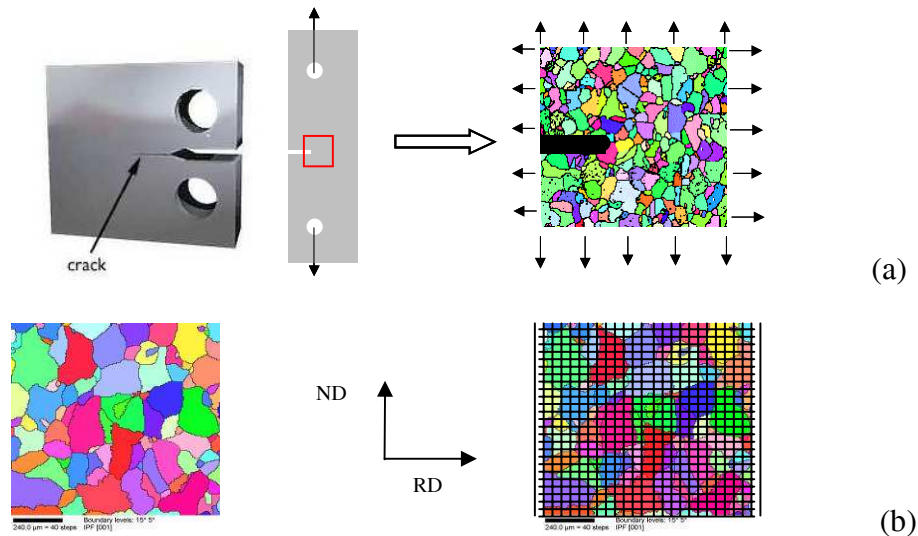 crack
(a)
ND
RD
240.0 µm = 40 steps
Boundary levels: 15° 5°
IPF [001]
240.0 µm = 40 steps
Boundary levels: 15° 5°
IPF [001]
(b)